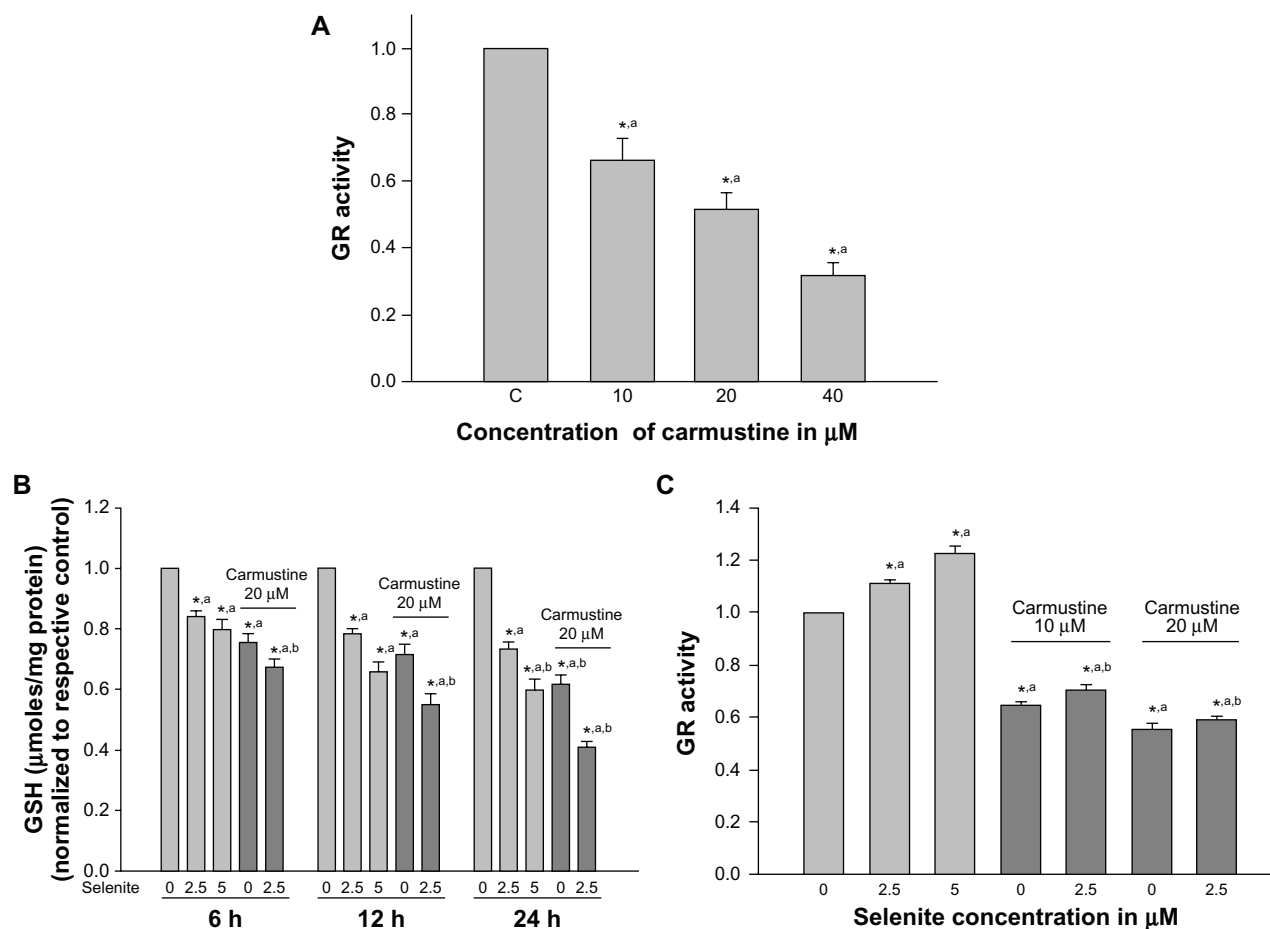 A
GR activity
1.0
0.8
0.6
0.4
0.2
0.0
*,a
*,a
*,a
C 10 20 40
Concentration of carmustine in μM
B
GSH (μmoles/mg protein)
(normalized to respective control)
1.2
1.0
0.8
0.6
0.4
0.2
0.0
*,a
*,a
Carmustine
20 μM
*,a
*,a,b
*,a
*,a
Carmustine
20 μM
*,a
*,a,b
*,a
*,a,b
Carmustine
20 μM
*,a,b
*,a,b
Selenite 0 2.5 5 0 2.5 0 2.5 5 0 2.5 0 2.5 5 0 2.5
6 h 12 h 24 h
C
GR activity
1.4
1.2
1.0
0.8
0.6
0.4
0.2
0.0
*,a
*,a
Carmustine
10 μM
*,a
*,a,b
Carmustine
20 μM
*,a
*,a,b
0 2.5 5 0 2.5 0 2.5
Selenite concentration in μM